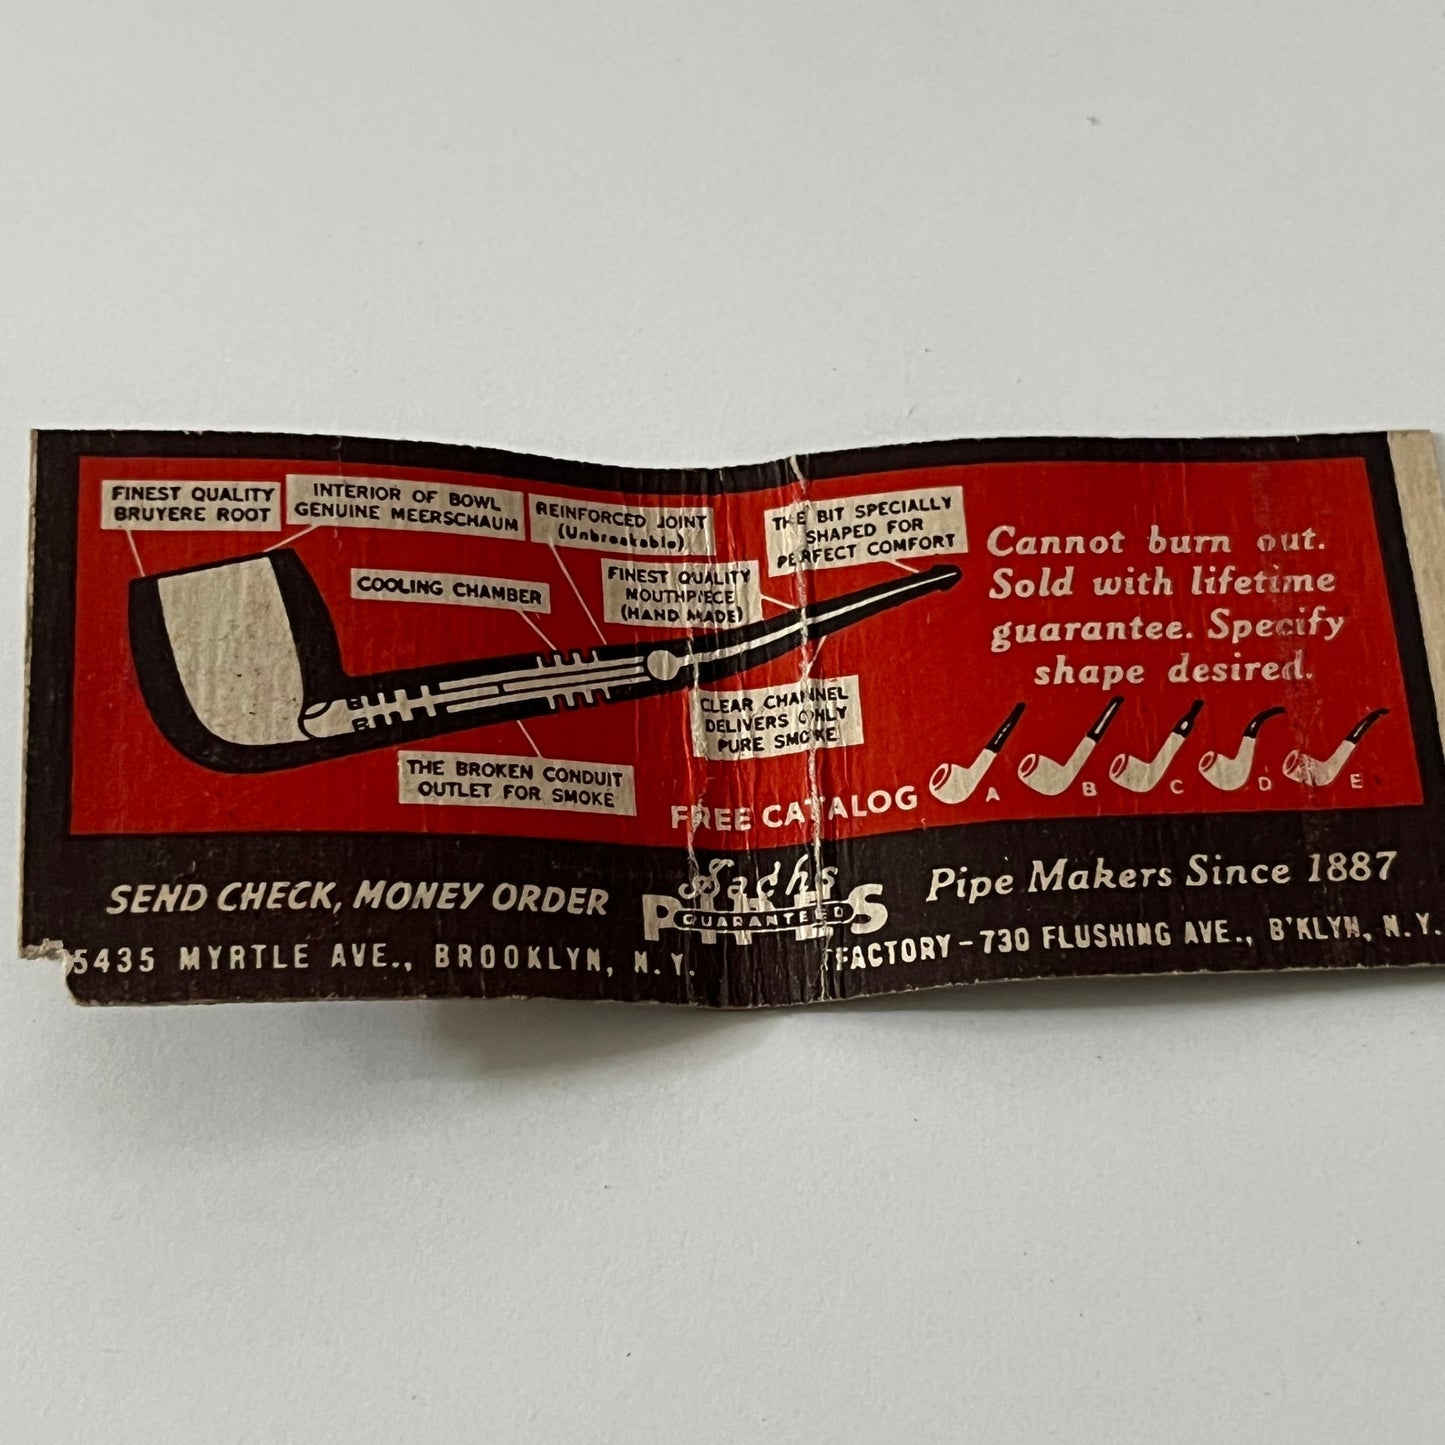 FINEST QUALITY
BRUYERE ROOT
INTERIOR OF BOWL
GENUINE MEERSCHAUM
REINFORCED JOINT
(Unbreakable)
THE BIT SPECIALLY
SHAPED FOR
PERFECT COMFORT
COOLING CHAMBER
FINEST QUALITY
MOUTHPIECE
(HAND MADE)
B
B
CLEAR CHANNEL
DELIVERS ONLY
PURE SMOKE
THE BROKEN CONDUIT
OUTLET FOR SMOKE
Cannot burn out.
Sold with lifetime
guarantee. Specify
shape desired.
A B C D E
FREE CATALOG
SEND CHECK, MONEY ORDER
5435 MYRTLE AVE., BROOKLYN, N.Y.
Sachs
PIPES
GUARANTEED
Pipe Makers Since 1887
FACTORY - 730 FLUSHING AVE., B'KLYN, N.Y.